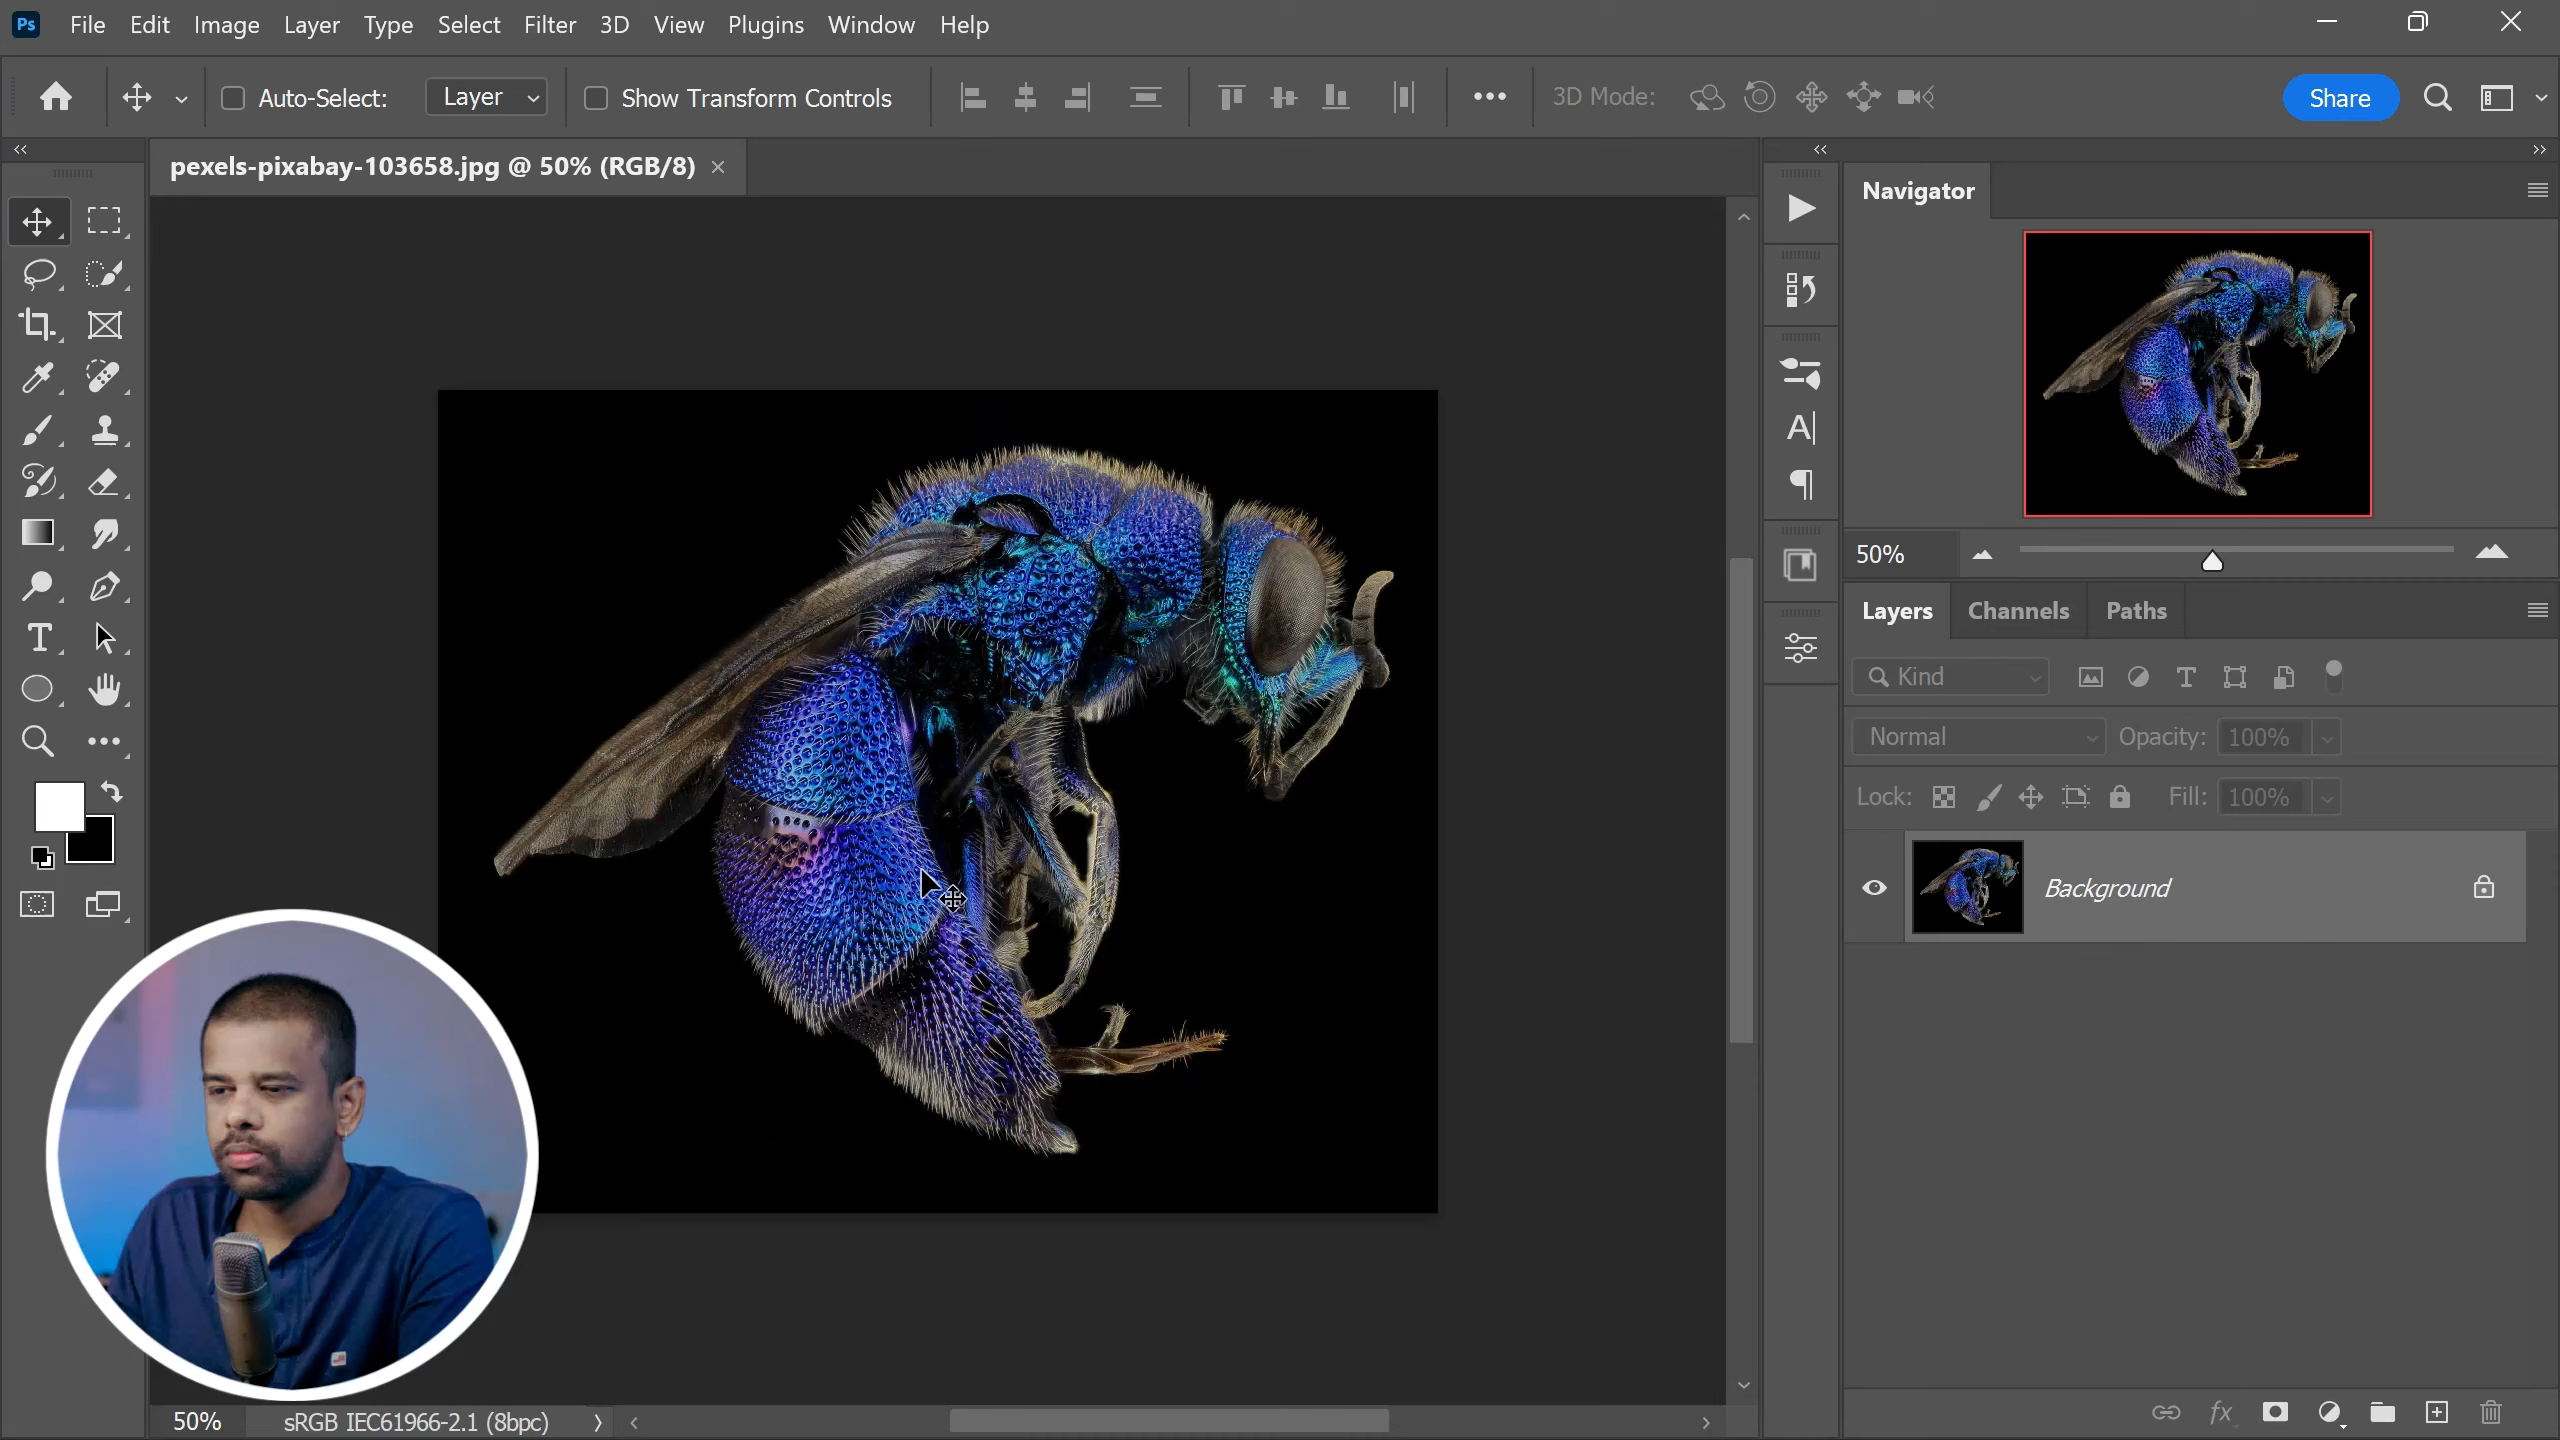 Ps File Edit Image Layer Type Select Filter 3D View Plugins Window Help
Auto-Select: Layer Show Transform Controls 3D Mode: Share
pexels-pixabay-103658.jpg @ 50% (RGB/8)
Navigator
50%
Layers Channels Paths
Kind
Normal Opacity: 100%
Lock: Fill: 100%
Background
50% sRGB IEC61966-2.1 (8bpc)
fx